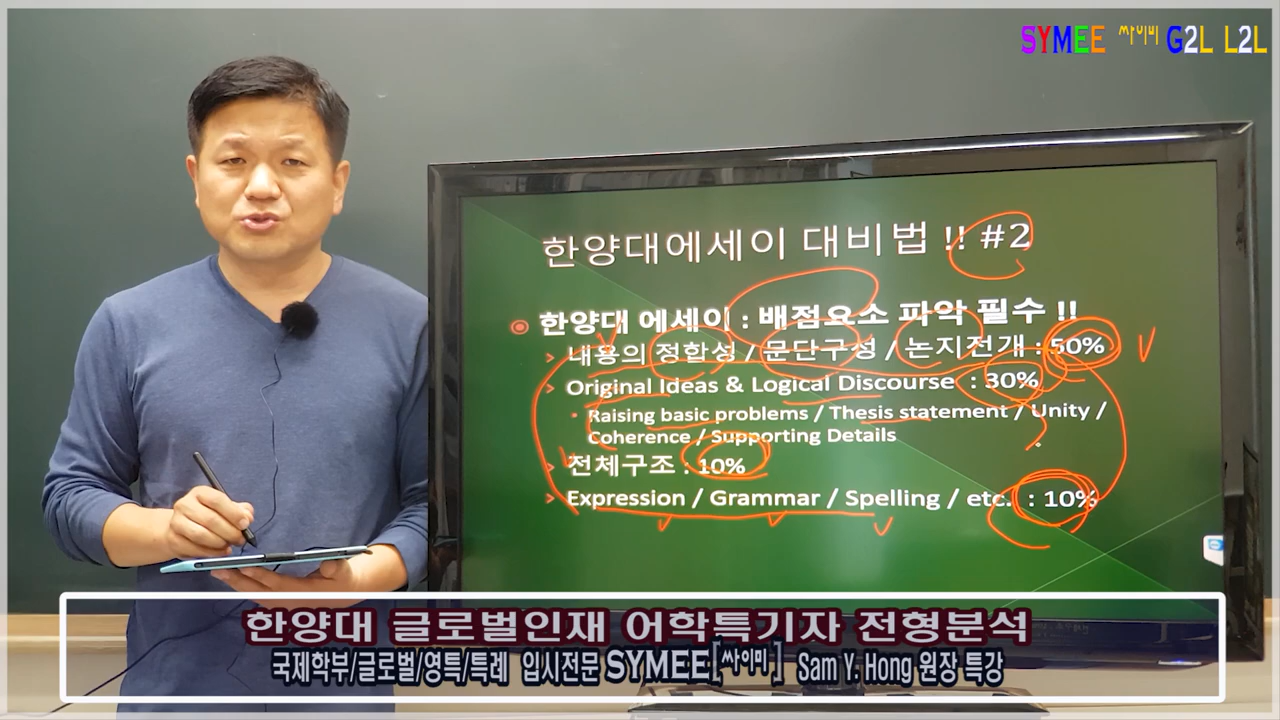 SYMEE 싸이미 G2L L2L
한양대에세이 대비법 !! #2
한양대 에세이 : 배점요소 파악 필수 !!
내용의 정합성 / 문단구성 / 논지전개 : 50%
Original Ideas & Logical Discourse : 30%
Raising basic problems / Thesis statement / Unity /
Coherence / Supporting Details
전체구조 : 10%
Expression / Grammar / Spelling / etc. : 10%
한양대 글로벌인재 어학특기자 전형분석
국제학부/글로벌/영특/특례 입시전문 SYMEE[싸이미] Sam Y. Hong 원장 특강